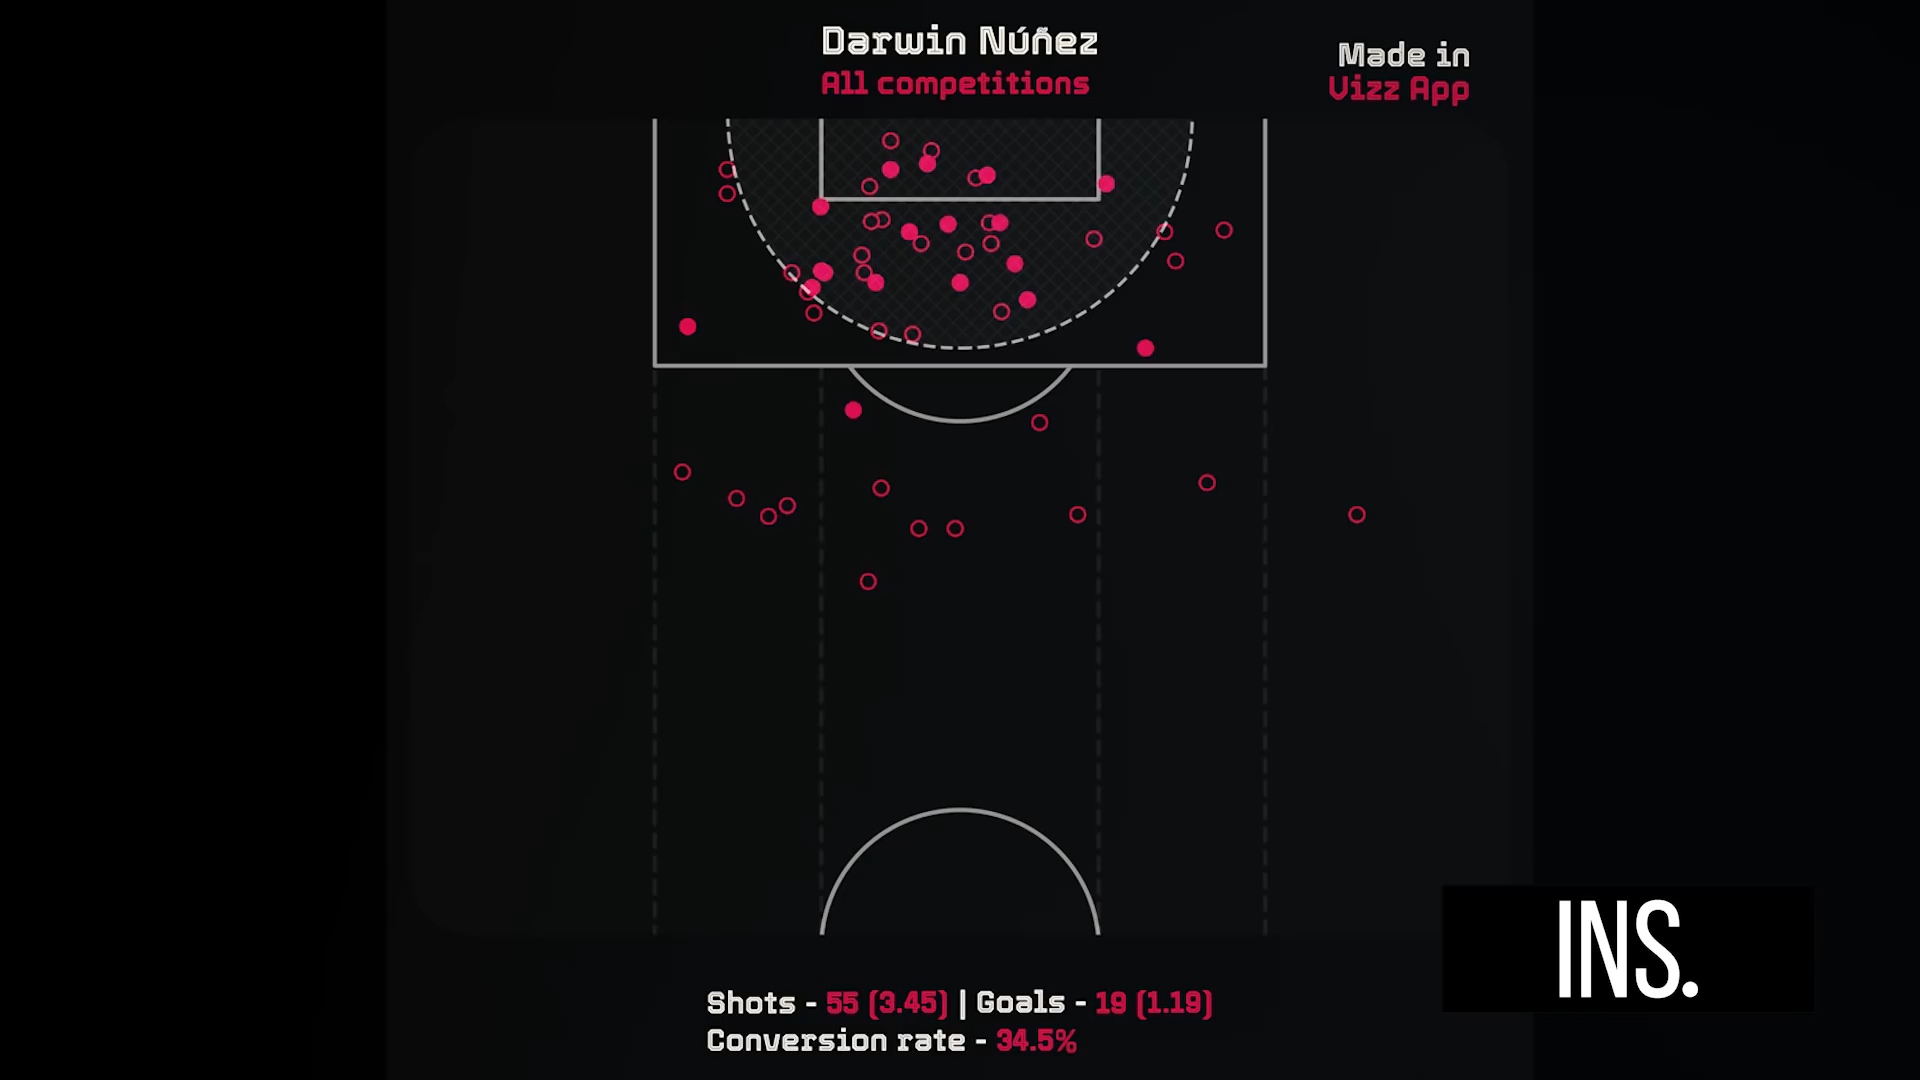 Darwin Núñez
All competitions
Made in
Vizz App
Shots - 55 (3.45) | Goals - 19 (1.19)
Conversion rate - 34.5%
INS.